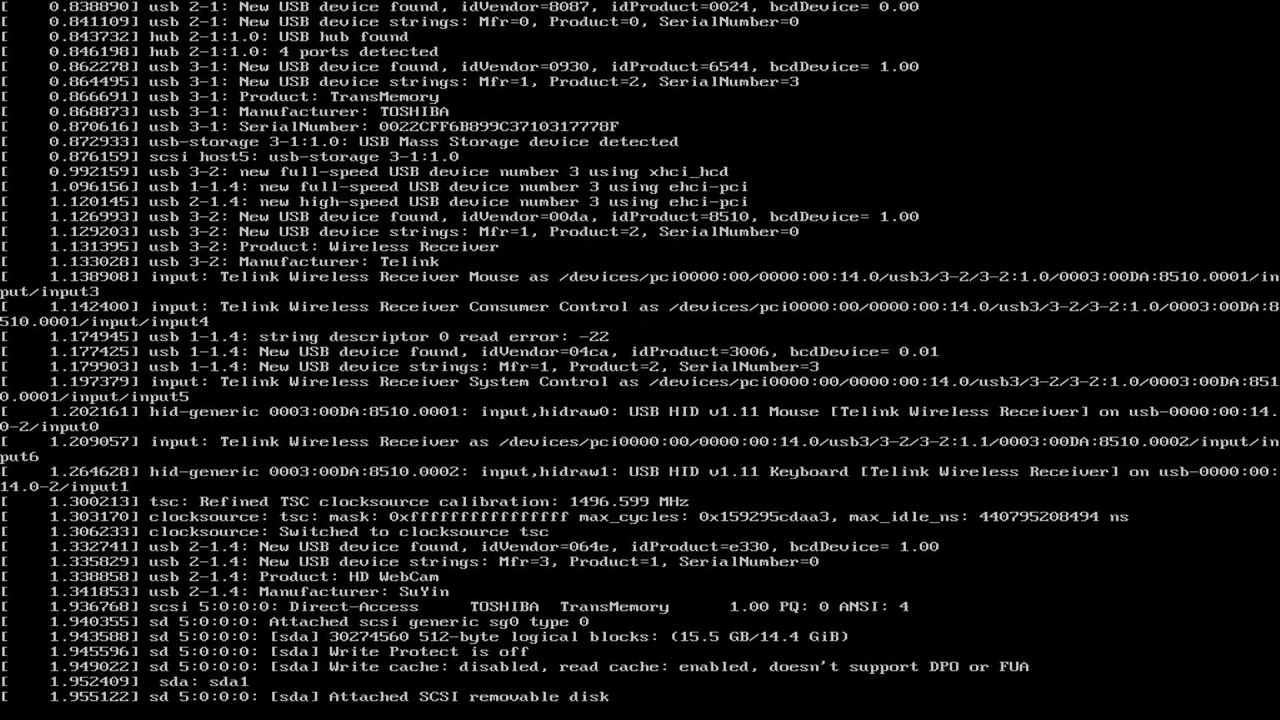 [    0.838890] usb 2-1: New USB device found, idVendor=8087, idProduct=0024, bcdDevice= 0.00
[    0.841791] usb 2-1: New USB device strings: Mfr=0, Product=0, SerialNumber=0
[    0.843732] hub 2-1:1.0: USB hub found
[    0.846198] hub 2-1:1.0: 4 ports detected
[    0.862278] usb 3-1: New USB device found, idVendor=0930, idProduct=6544, bcdDevice= 1.00
[    0.864495] usb 3-1: New USB device strings: Mfr=1, Product=2, SerialNumber=3
[    0.866691] usb 3-1: Product: TransMemory
[    0.868873] usb 3-1: Manufacturer: TOSHIBA
[    0.870616] usb 3-1: SerialNumber: 0022CFF6B899C3710317778F
[    0.872933] usb-storage 3-1:1.0: USB Mass Storage device detected
[    0.876159] scsi host5: usb-storage 3-1:1.0
[    0.992159] usb 3-2: new full-speed USB device number 3 using xhci_hcd
[    1.096156] usb 1-1.4: new full-speed USB device number 3 using ehci-pci
[    1.120145] usb 2-1.4: new high-speed USB device number 3 using ehci-pci
[    1.126993] usb 3-2: New USB device found, idVendor=00da, idProduct=8510, bcdDevice= 1.00
[    1.129203] usb 3-2: New USB device strings: Mfr=1, Product=2, SerialNumber=0
[    1.131395] usb 3-2: Product: Wireless Receiver
[    1.133028] usb 3-2: Manufacturer: Telink
[    1.138908] input: Telink Wireless Receiver Mouse as /devices/pci0000:00/0000:00:14.0/usb3/3-2/3-2:1.0/0003:00DA:8510.0001/in
put/input3
[    1.142400] input: Telink Wireless Receiver Consumer Control as /devices/pci0000:00/0000:00:14.0/usb3/3-2/3-2:1.0/0003:00DA:8
510.0001/input/input4
[    1.174945] usb 1-1.4: string descriptor 0 read error: -22
[    1.177425] usb 1-1.4: New USB device found, idVendor=04ca, idProduct=3006, bcdDevice= 0.01
[    1.179903] usb 1-1.4: New USB device strings: Mfr=1, Product=2, SerialNumber=3
[    1.197379] input: Telink Wireless Receiver System Control as /devices/pci0000:00/0000:00:14.0/usb3/3-2/3-2:1.0/0003:00DA:851
0.0001/input/input5
[    1.202161] hid-generic 0003:00DA:8510.0001: input,hidraw0: USB HID v1.11 Mouse [Telink Wireless Receiver] on usb-0000:00:14.
0-2/input0
[    1.209057] input: Telink Wireless Receiver as /devices/pci0000:00/0000:00:14.0/usb3/3-2/3-2:1.1/0003:00DA:8510.0002/input/in
put6
[    1.264628] hid-generic 0003:00DA:8510.0002: input,hidraw1: USB HID v1.11 Keyboard [Telink Wireless Receiver] on usb-0000:00:
14.0-2/input1
[    1.300213] tsc: Refined TSC clocksource calibration: 1496.599 MHz
[    1.303170] clocksource: tsc: mask: 0xffffffffffffffff max_cycles: 0x159295cdaa3, max_idle_ns: 440795208494 ns
[    1.306233] clocksource: Switched to clocksource tsc
[    1.332741] usb 2-1.4: New USB device found, idVendor=064e, idProduct=e330, bcdDevice= 1.00
[    1.335829] usb 2-1.4: New USB device strings: Mfr=3, Product=1, SerialNumber=0
[    1.338858] usb 2-1.4: Product: HD WebCam
[    1.341853] usb 2-1.4: Manufacturer: SuYin
[    1.936768] scsi 5:0:0:0: Direct-Access     TOSHIBA  TransMemory      1.00 PQ: 0 ANSI: 4
[    1.940355] sd 5:0:0:0: Attached scsi generic sg0 type 0
[    1.943588] sd 5:0:0:0: [sda] 30274560 512-byte logical blocks: (15.5 GB/14.4 GiB)
[    1.945596] sd 5:0:0:0: [sda] Write Protect is off
[    1.949022] sd 5:0:0:0: [sda] Write cache: disabled, read cache: enabled, doesn't support DPO or FUA
[    1.952409]  sda: sda1
[    1.955122] sd 5:0:0:0: [sda] Attached SCSI removable disk